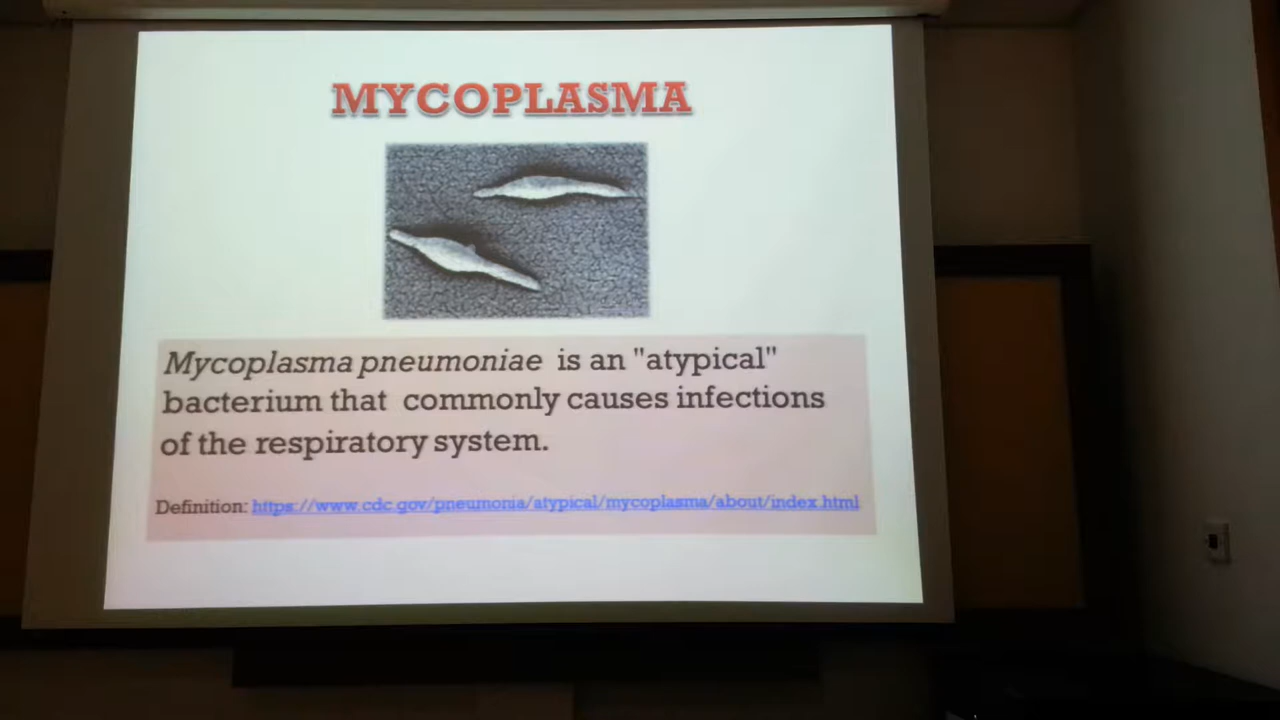 MYCOPLASMA
Mycoplasma pneumoniae is an "atypical"
bacterium that commonly causes infections
of the respiratory system.
Definition: https://www.cdc.gov/pneumonia/atypical/mycoplasma/about/index.html